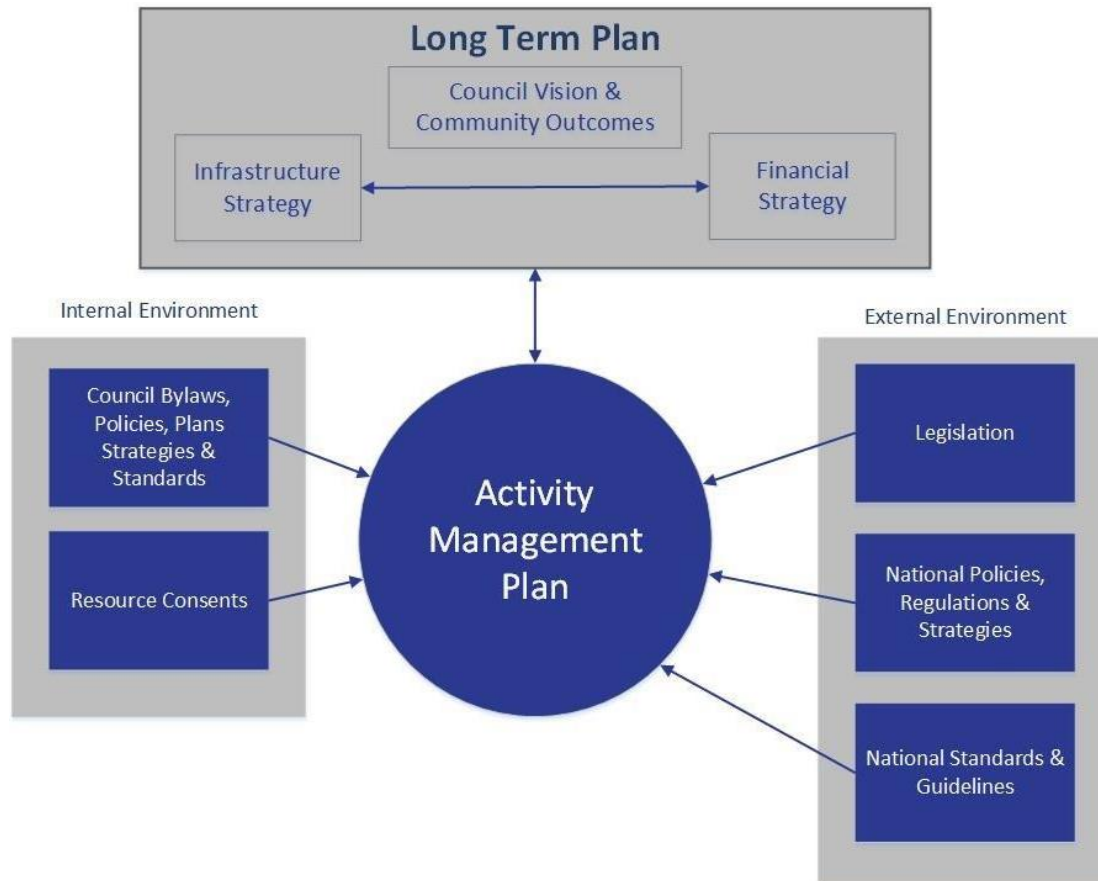 Long Term Plan
Council Vision &
Community Outcomes
Infrastructure
Strategy
Financial
Strategy
Internal Environment
External Environment
Council Bylaws,
Policies, Plans
Strategies &
Standards
Resource Consents
Activity
Management
Plan
Legislation
National Policies,
Regulations &
Strategies
National Standards &
Guidelines